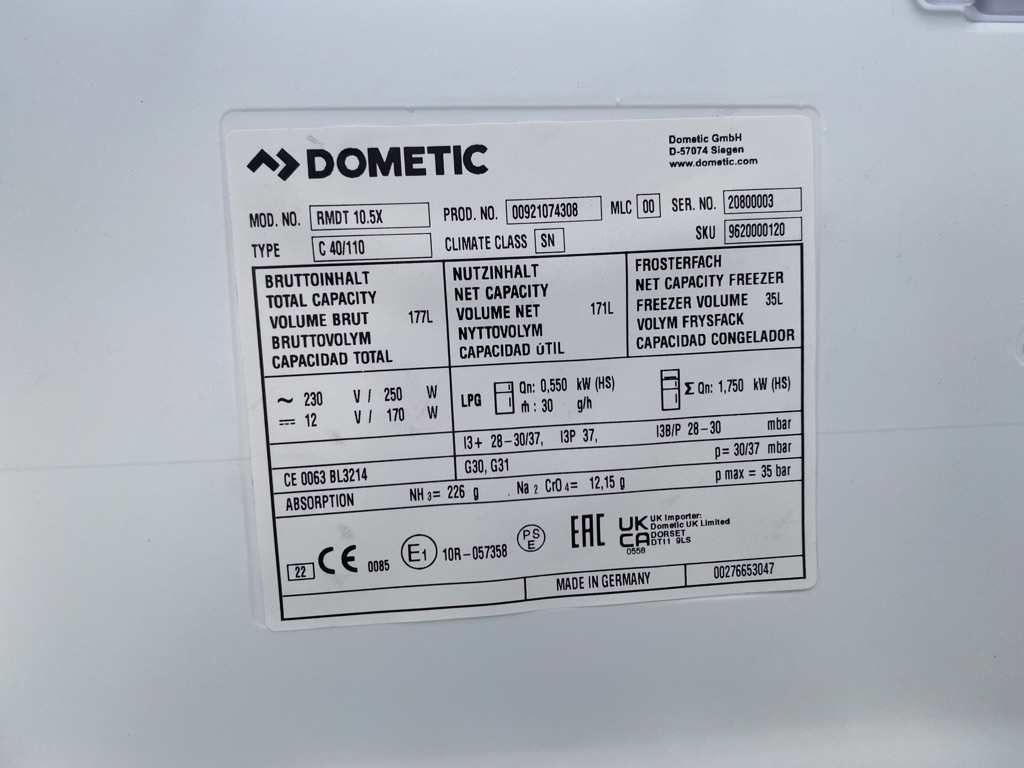 DOMETIC
Dometic GmbH
D-57074 Siegen
www.dometic.com
MOD. NO. RMDT 10.5X PROD. NO. 00921074308 MLC 00 SER. NO. 20800003
TYPE C 40/110 CLIMATE CLASS SN SKU 9620000120
BRUTTOINHALT
TOTAL CAPACITY
VOLUME BRUT 177L
BRUTTOVOLYM
CAPACIDAD TOTAL
NUTZINHALT
NET CAPACITY
VOLUME NET 171L
NYTTOVOLYM
CAPACIDAD ÚTIL
FROSTERFACH
NET CAPACITY FREEZER
FREEZER VOLUME 35L
VOLYM FRYSFACK
CAPACIDAD CONGELADOR
~ 230 V / 250 W
⎓ 12 V / 170 W
LPG Qn: 0,550 kW (HS)
ṁ : 30 g/h
Σ Qn: 1,750 kW (HS)
I3+ 28-30/37, I3P 37, I3B/P 28-30 mbar
CE 0063 BL3214 G30, G31 p= 30/37 mbar
ABSORPTION NH3= 226 g Na2 CrO4= 12,15 g p max = 35 bar
22 CE 0085 E1 10R-057358 PS E EAC
UKCA 0558
UK Importer:
Dometic UK Limited
DORSET
DT11 9LS
MADE IN GERMANY 00276653047